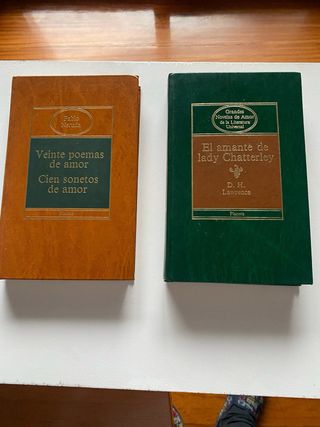 Pablo
Neruda
Veinte poemas
de amor
Cien sonetos
de amor
Planeta
Grandes
Novelas de Amor
de la Literatura
Universal
El amante de
lady Chatterley
D. H.
Lawrence
Planeta